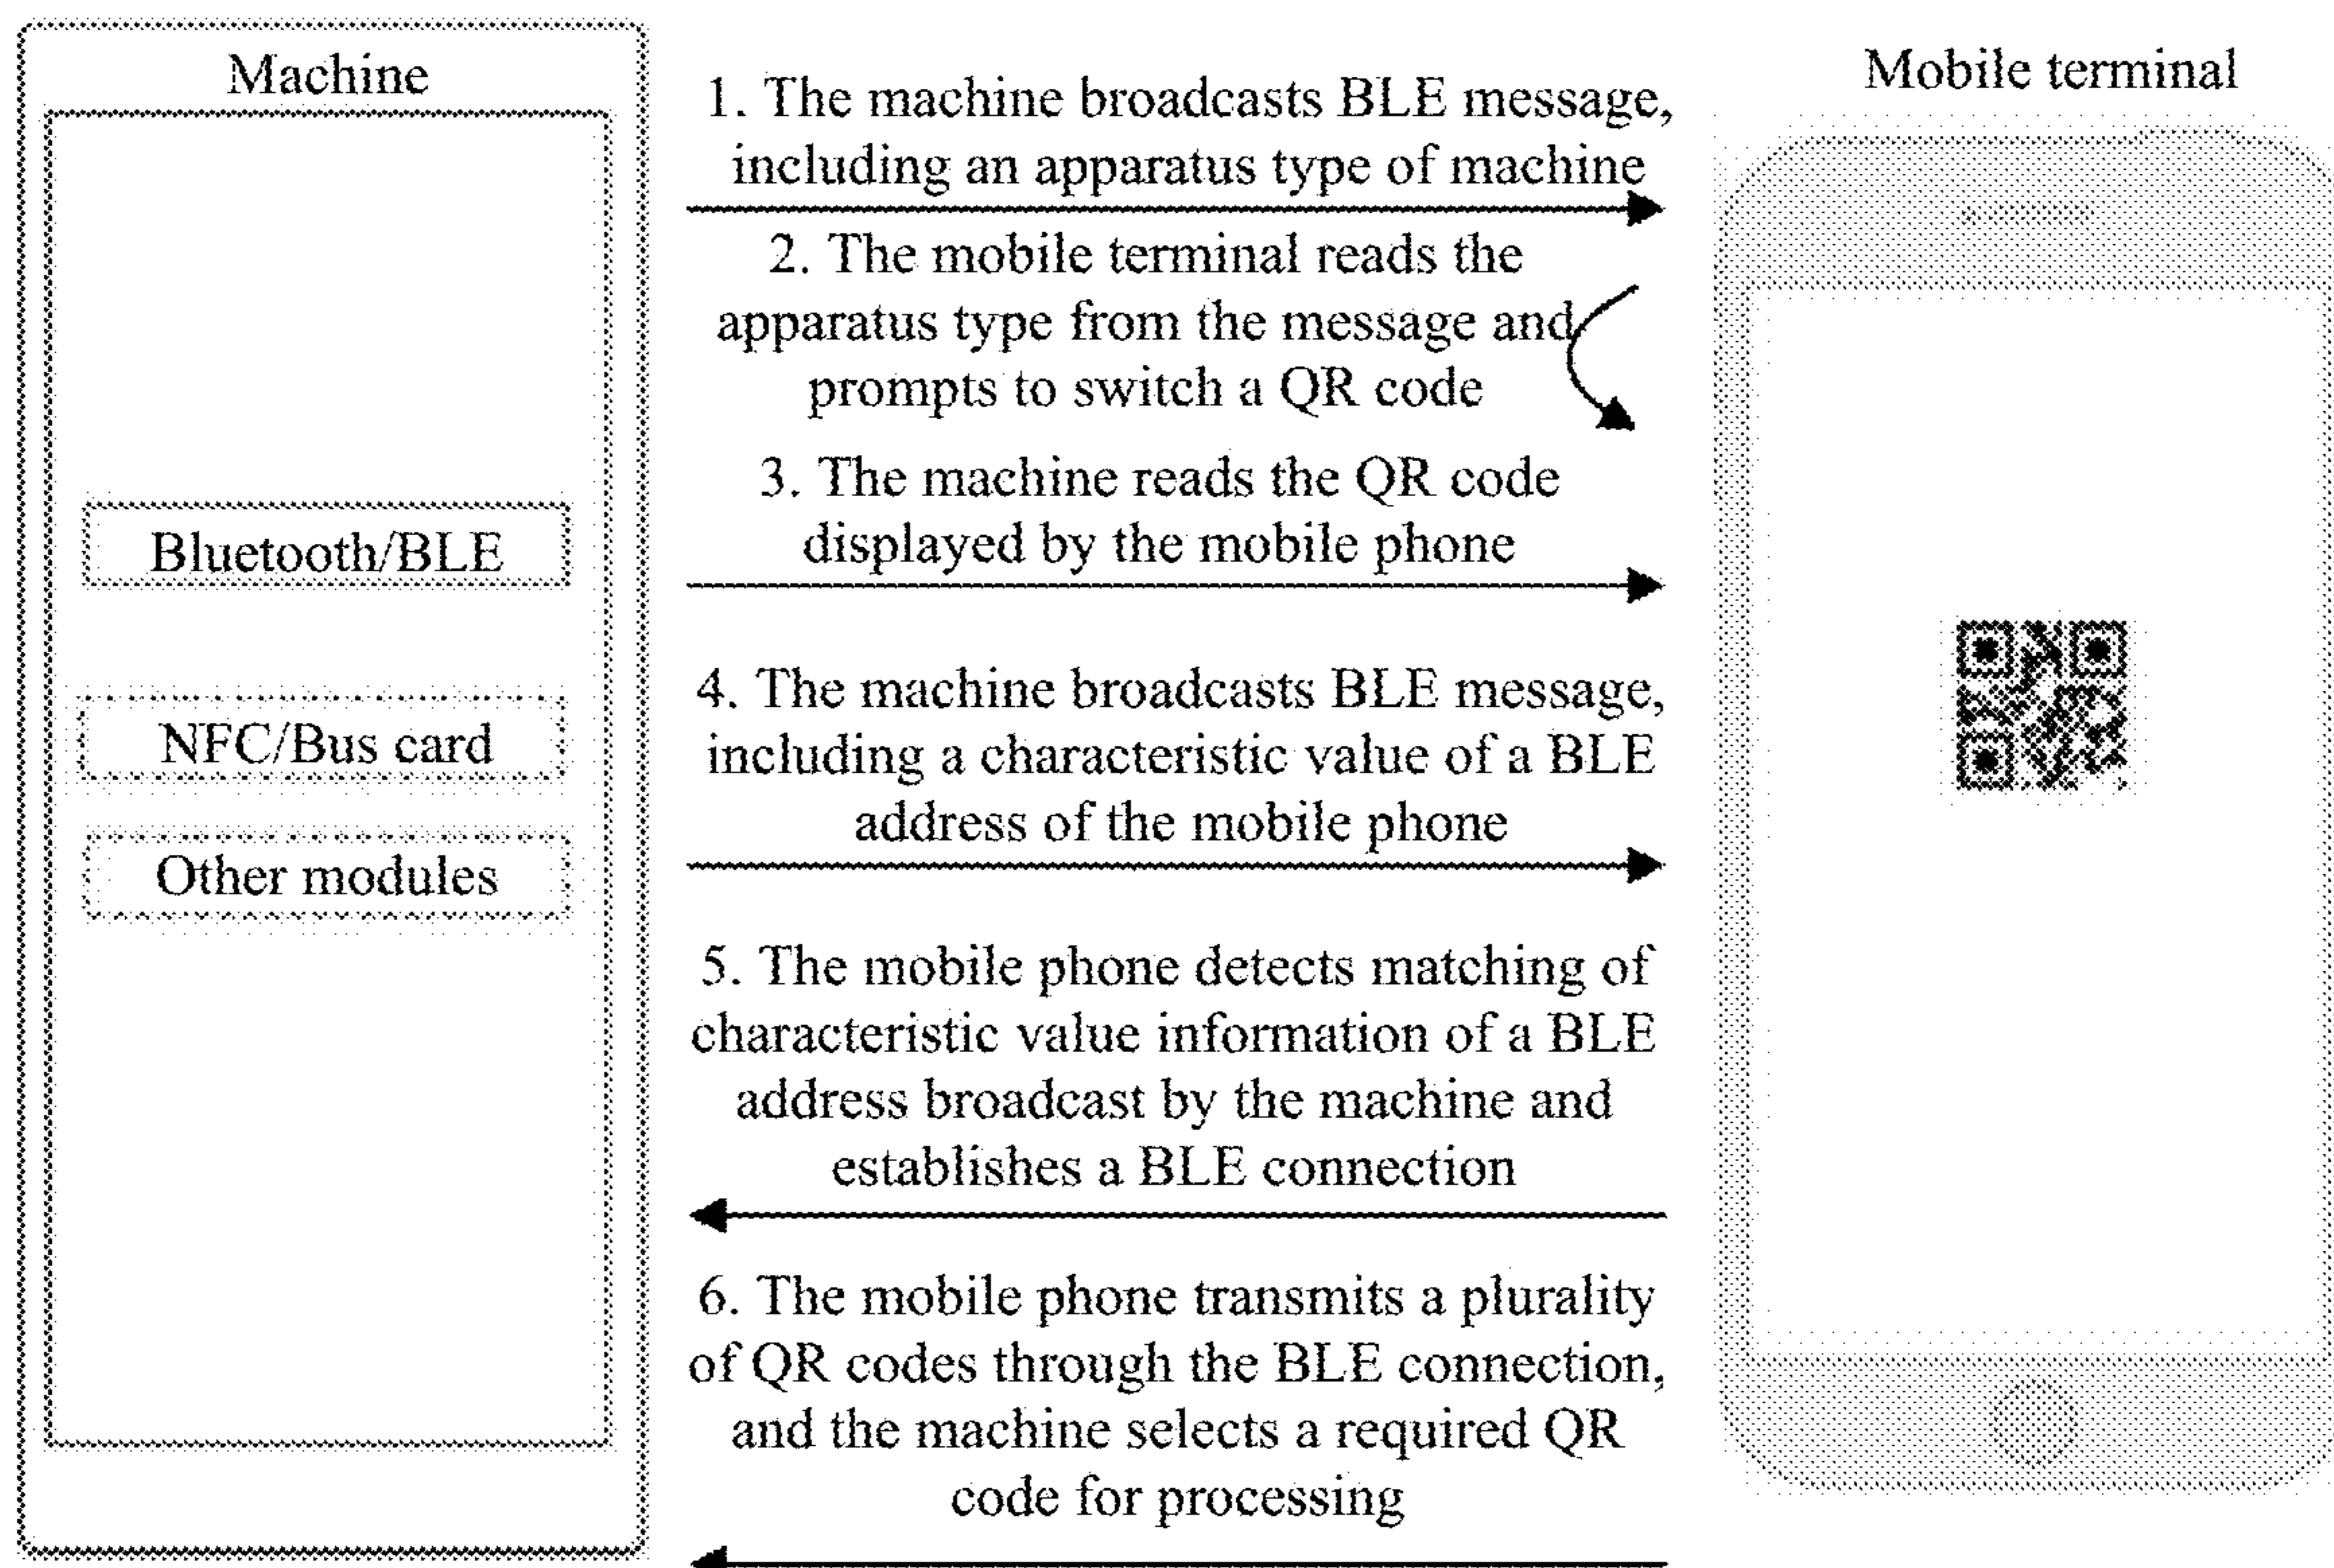 Machine
Bluetooth/BLE
NFC/Bus card
Other modules
1. The machine broadcasts BLE message,
including an apparatus type of machine
2. The mobile terminal reads the
apparatus type from the message and
prompts to switch a QR code
3. The machine reads the QR code
displayed by the mobile phone
4. The machine broadcasts BLE message,
including a characteristic value of a BLE
address of the mobile phone
5. The mobile phone detects matching of
characteristic value information of a BLE
address broadcast by the machine and
establishes a BLE connection
6. The mobile phone transmits a plurality
of QR codes through the BLE connection,
and the machine selects a required QR
code for processing
Mobile terminal